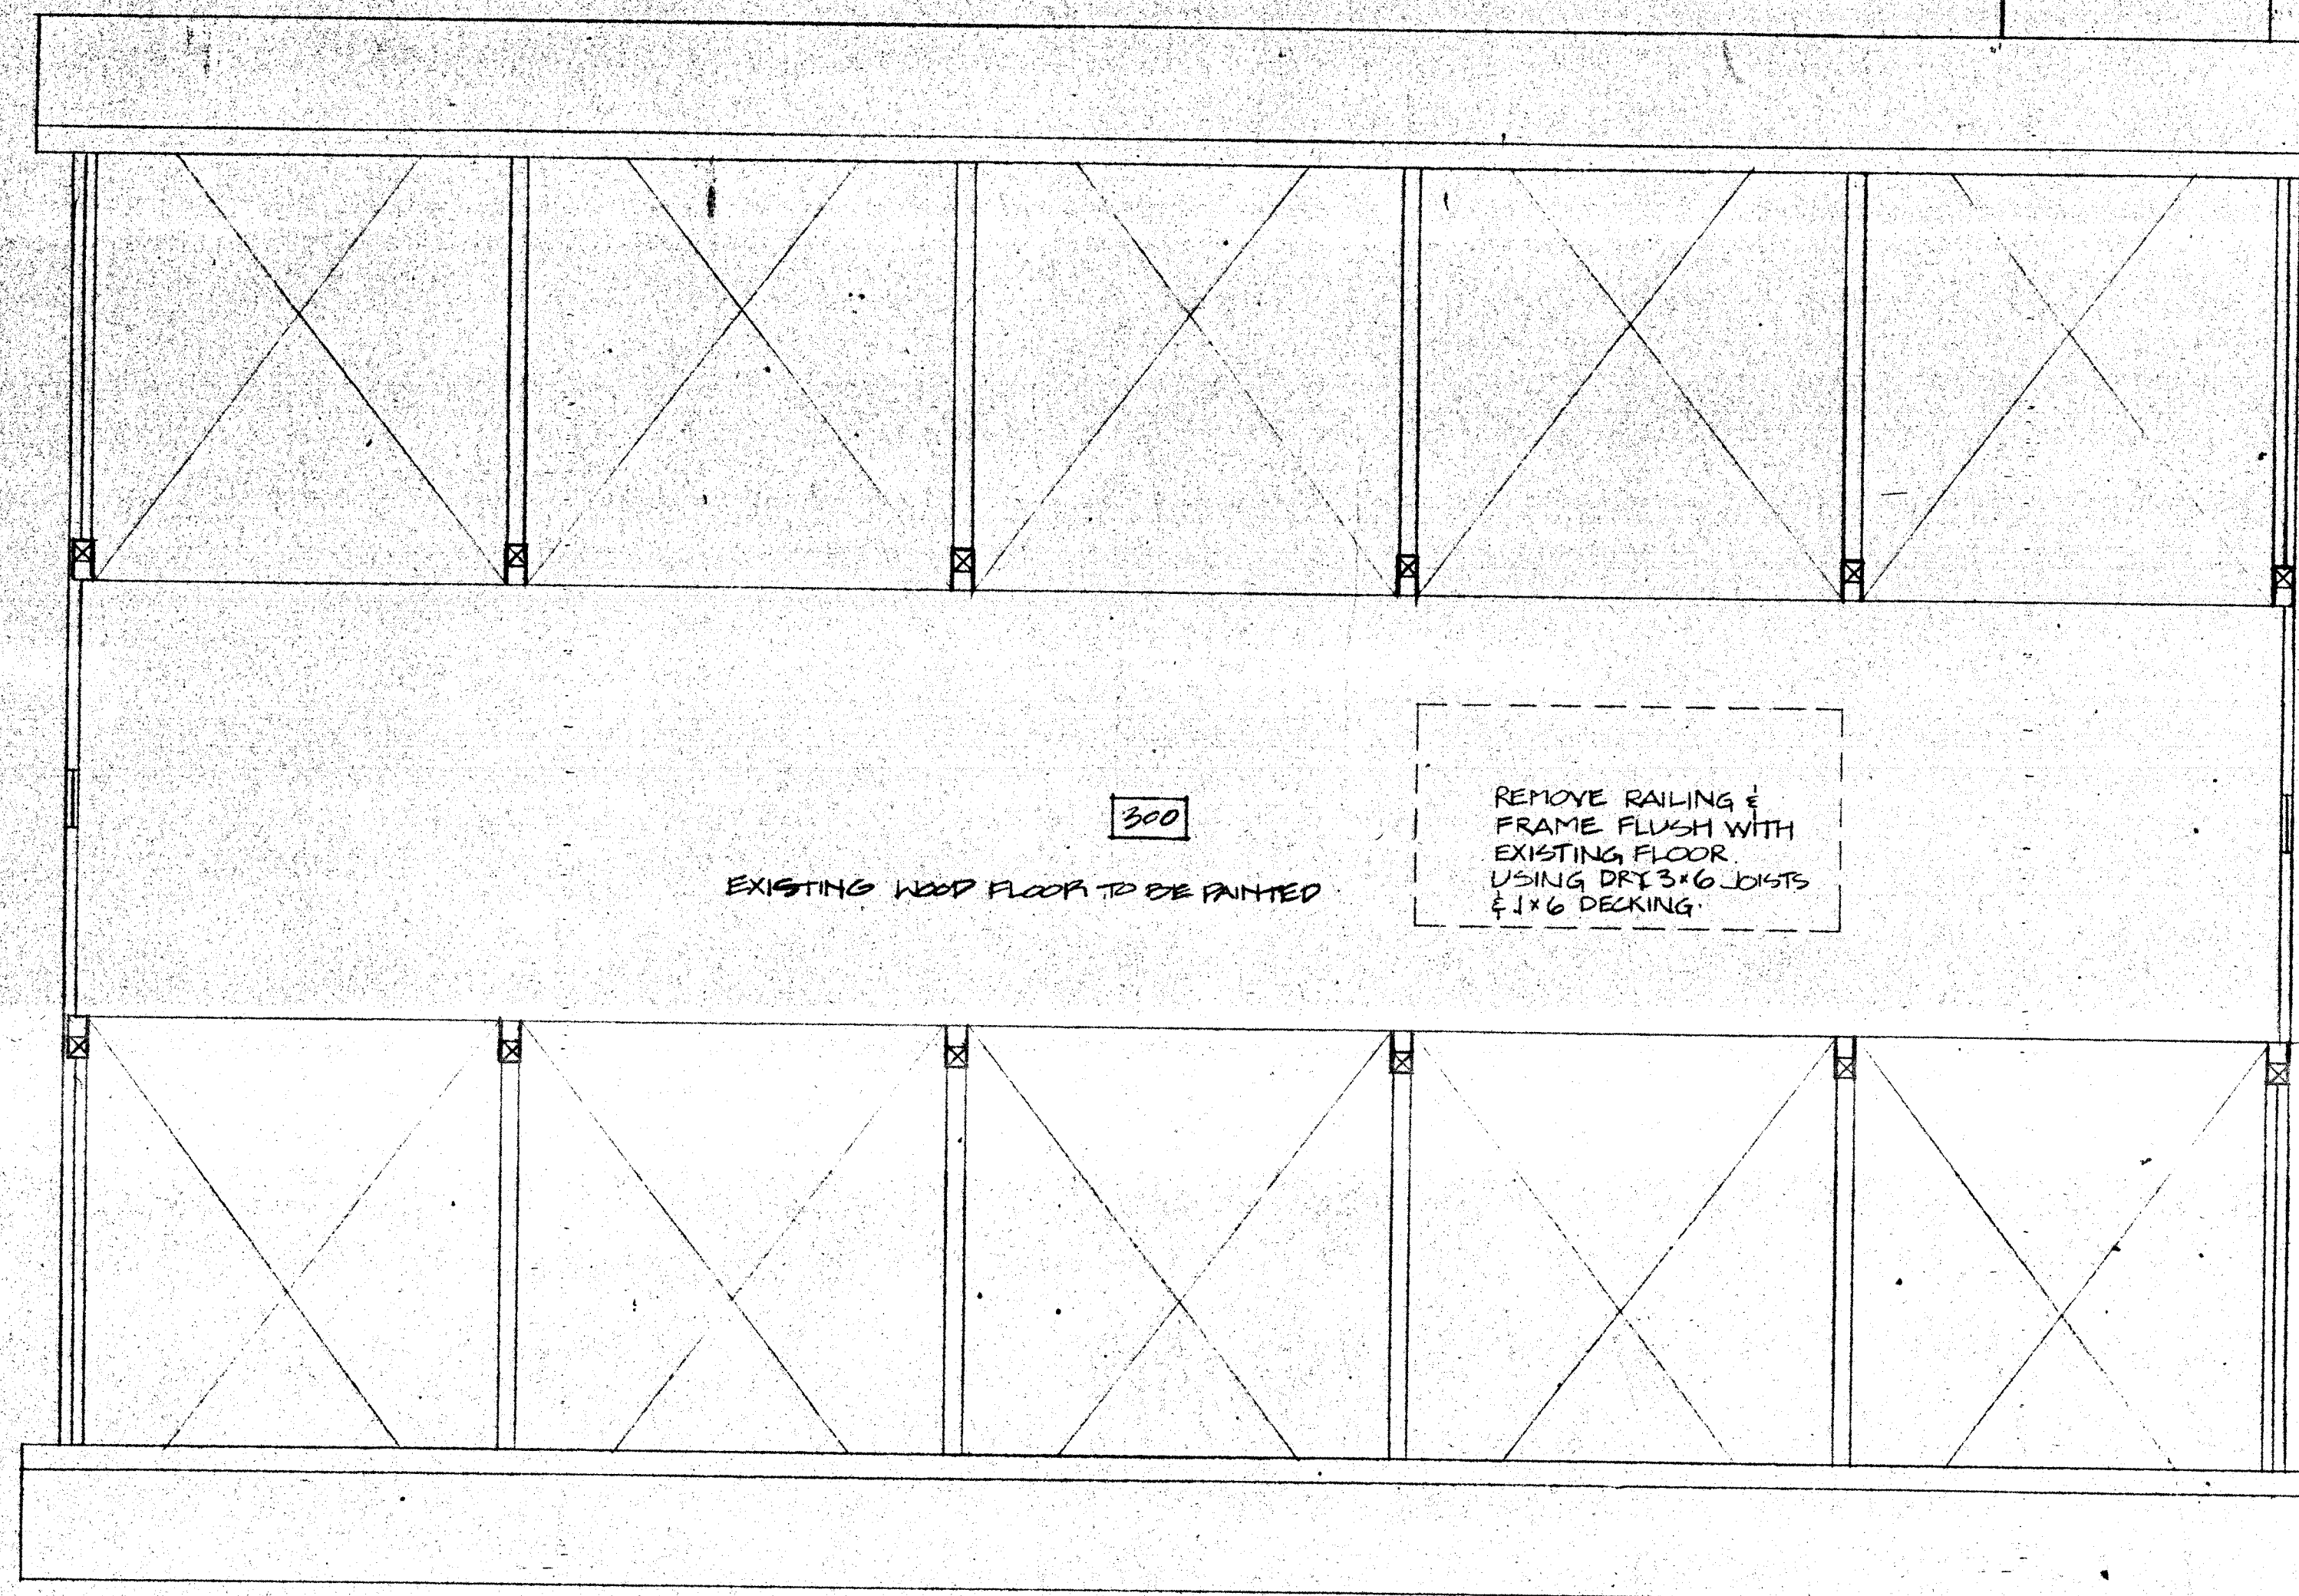 300
EXISTING WOOD FLOOR TO BE PAINTED
REMOVE RAILING &
FRAME FLUSH WITH
EXISTING FLOOR
USING DRY 3×6 JOISTS
& 1×6 DECKING.